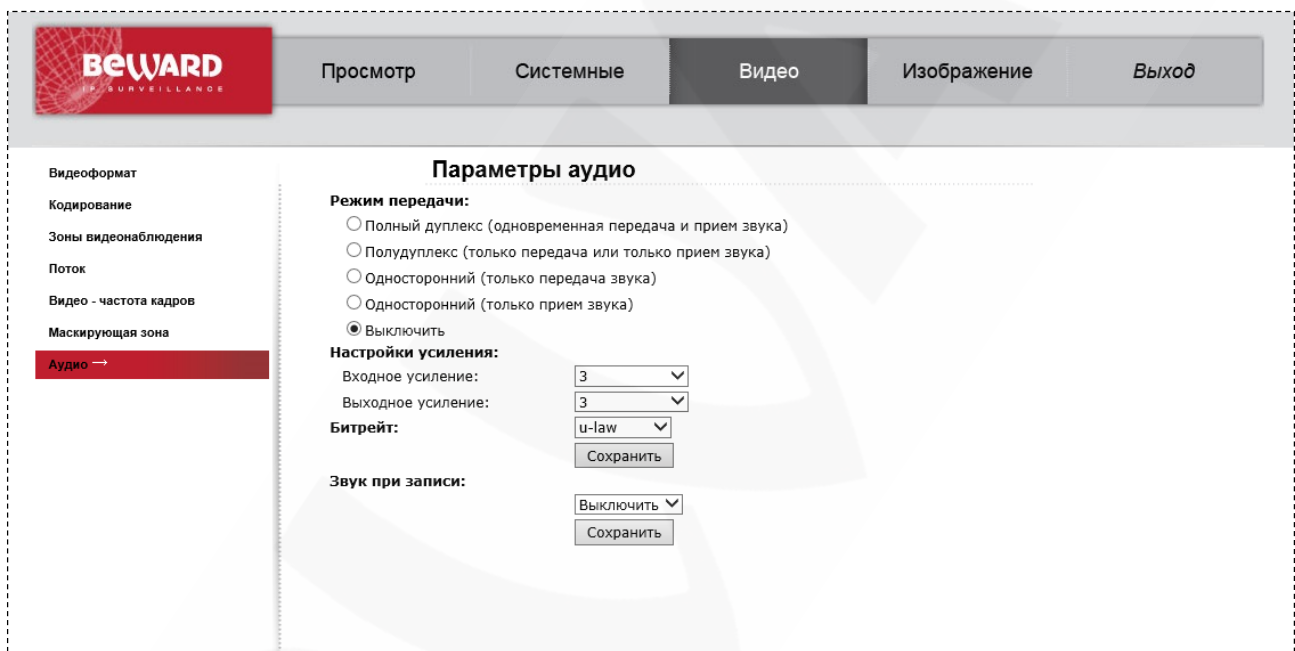 BEWARD
IP SURVEILLANCE
Просмотр
Системные
Видео
Изображение
Выход
Видеоформат
Кодирование
Зоны видеонаблюдения
Поток
Видео - частота кадров
Маскирующая зона
Аудио →
Параметры аудио
Режим передачи:
Полный дуплекс (одновременная передача и прием звука)
Полудуплекс (только передача или только прием звука)
Односторонний (только передача звука)
Односторонний (только прием звука)
Выключить
Настройки усиления:
Входное усиление: 3
Выходное усиление: 3
Битрейт: u-law
Сохранить
Звук при записи:
Выключить
Сохранить